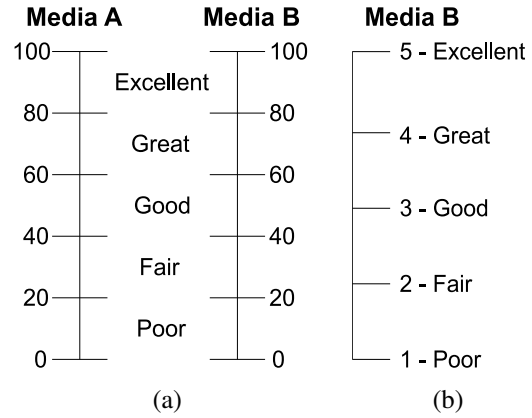 Media A Media B Media B
100 100 5 - Excellent
Excellent
80 80 4 - Great
Great
60 60
Good 3 - Good
40 40
Fair 2 - Fair
20 20
Poor
0 0 1 - Poor
(a) (b)